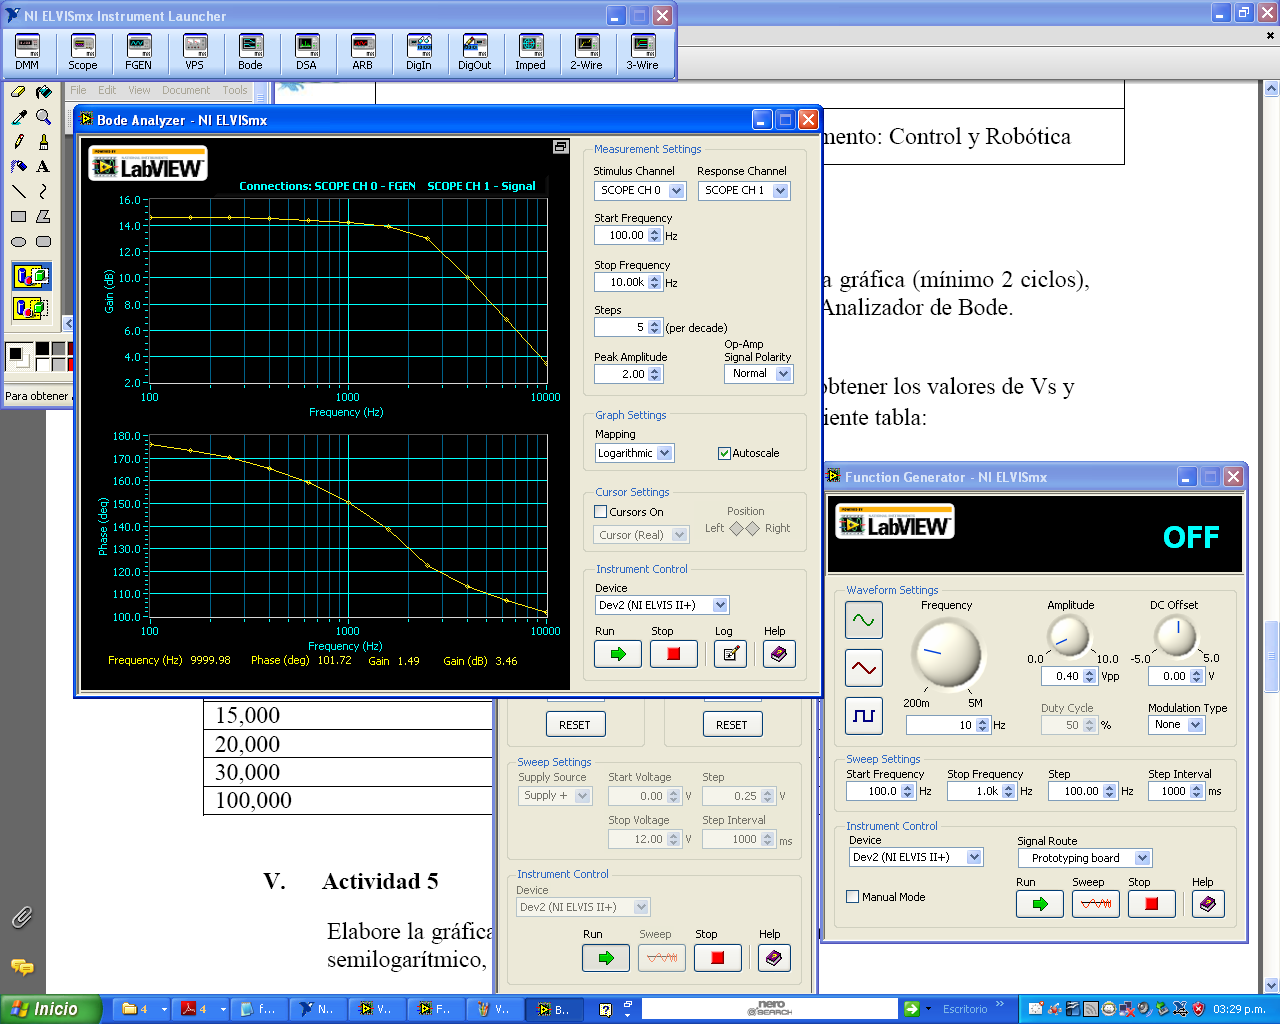 NI ELVISmx Instrument Launcher
DMM Scope FGEN VPS Bode DSA ARB DigIn DigOut Imped 2-Wire 3-Wire
File Edit View Document Tools
Bode Analyzer - NI ELVISmx
mento: Control y Robótica
POWERED BY
LabVIEW
Connections: SCOPE CH 0 - FGEN SCOPE CH 1 - Signal
16.0
14.0
12.0
10.0
8.0
6.0
4.0
2.0
Gain (dB)
100 1000 10000
Frequency (Hz)
180.0
170.0
160.0
150.0
140.0
130.0
120.0
110.0
100.0
Phase (deg)
100 1000 10000
Frequency (Hz)
Frequency (Hz) 9999.98 Phase (deg) 101.72 Gain 1.49 Gain (dB) 3.46
Measurement Settings
Stimulus Channel Response Channel
SCOPE CH 0 SCOPE CH 1
Start Frequency
100.00 Hz
Stop Frequency
10.00k Hz
Steps
5 (per decade)
Op-Amp
Peak Amplitude Signal Polarity
2.00 Normal
Graph Settings
Mapping
Logarithmic Autoscale
Cursor Settings
Cursors On Position
Cursor (Real) Left Right
Instrument Control
Device
Dev2 (NI ELVIS II+)
Run Stop Log Help
a gráfica (mínimo 2 ciclos),
Analizador de Bode.
obtener los valores de Vs y
iente tabla:
Para obtener
Function Generator - NI ELVISmx
POWERED BY
LabVIEW
OFF
Waveform Settings
Frequency Amplitude DC Offset
0.0 10.0 -5.0 5.0
0.40 Vpp 0.00 V
200m 5M
Duty Cycle Modulation Type
10 Hz 50 % None
Sweep Settings
Start Frequency Stop Frequency Step Step Interval
100.0 Hz 1.0k Hz 100.00 Hz 1000 ms
Instrument Control
Device Signal Route
Dev2 (NI ELVIS II+) Prototyping board
Manual Mode
Run Sweep Stop Help
15,000
20,000
30,000
100,000
RESET RESET
Sweep Settings
Supply Source Start Voltage Step
Supply + 0.00 V 0.25 V
Stop Voltage Step Interval
12.00 V 1000 ms
Instrument Control
Device
Dev2 (NI ELVIS II+)
Run Sweep Stop Help
V. Actividad 5
Elabore la gráfica
semilogarítmico,
Inicio 4 4 f... N.. V.. F.. V.. B.. nero SEARCH Escritorio 03:29 p.m.